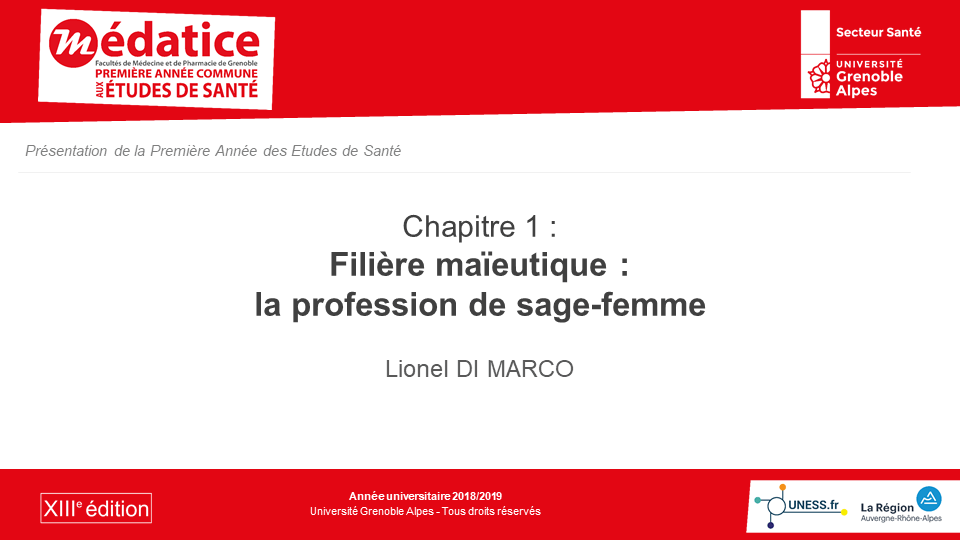 médatice
Facultés de Médecine et de Pharmacie de Grenoble
PREMIÈRE ANNÉE COMMUNE
AUX ÉTUDES DE SANTÉ
Secteur Santé
UNIVERSITÉ
Grenoble
Alpes
Présentation de la Première Année des Etudes de Santé
Chapitre 1 :
Filière maïeutique :
la profession de sage-femme
Lionel DI MARCO
XIIIe édition
Année universitaire 2018/2019
Université Grenoble Alpes - Tous droits réservés
UNESS.fr
La Région
Auvergne-Rhône-Alpes